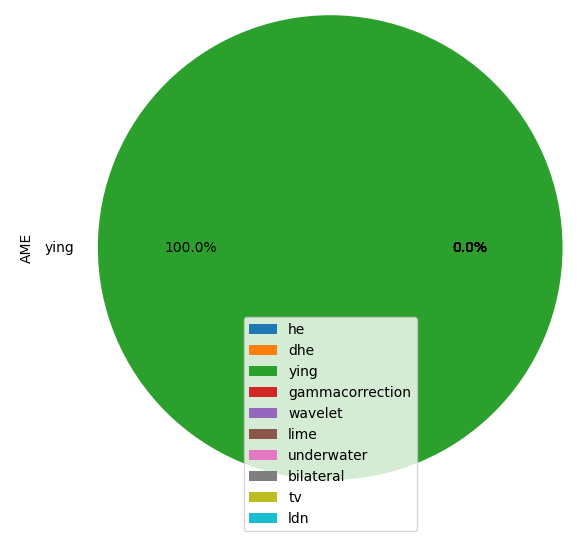 AME
ying
100.0%
0.0%
he
dhe
ying
gammacorrection
wavelet
lime
underwater
bilateral
tv
ldn